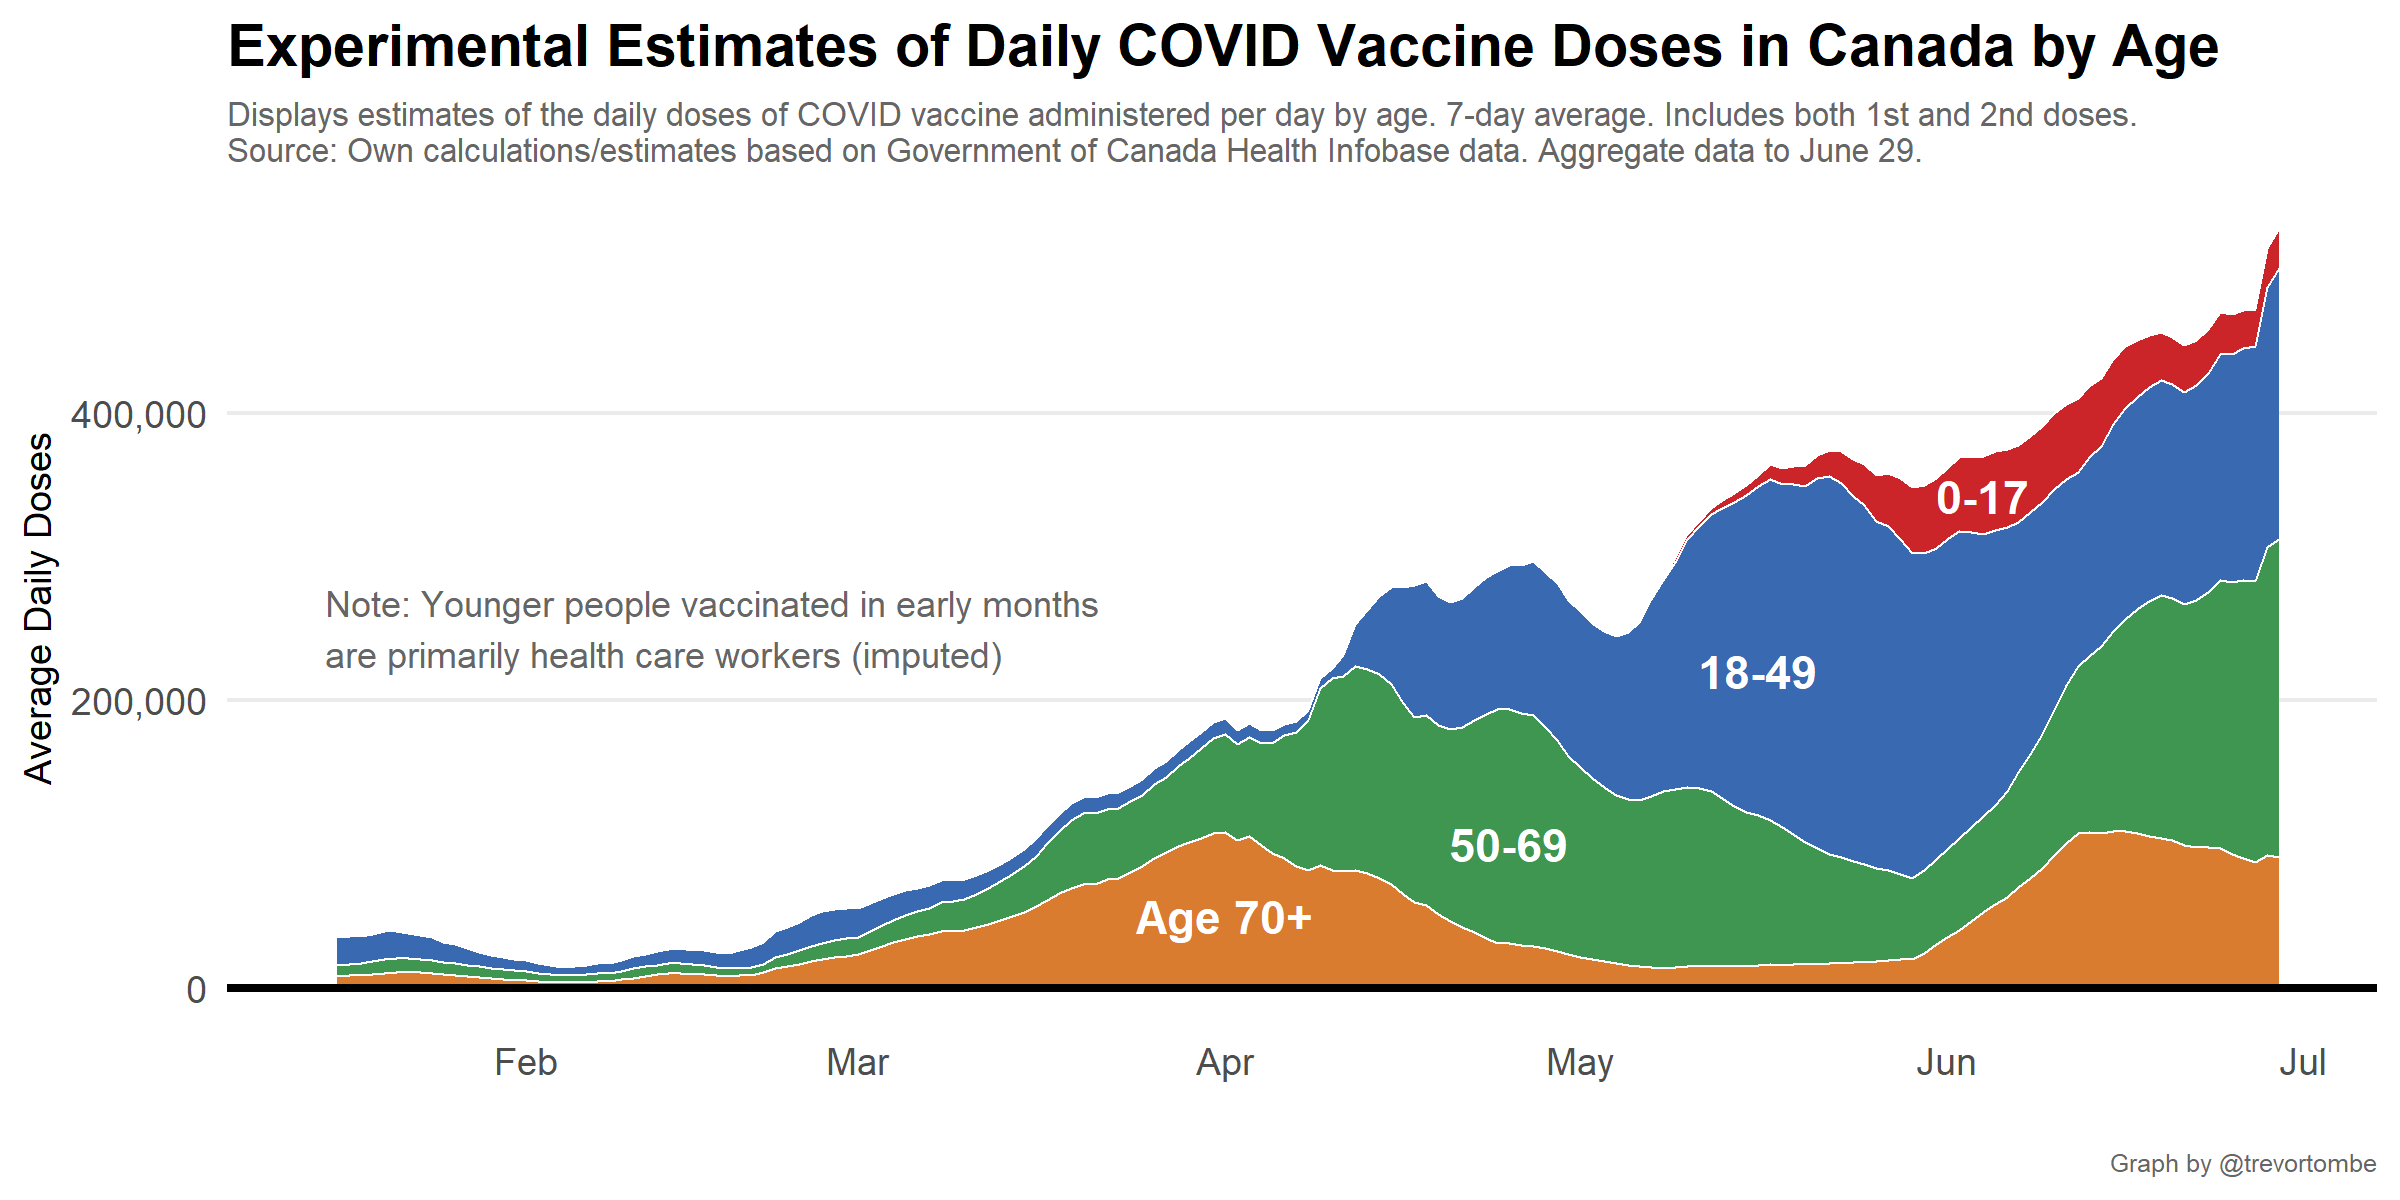 Experimental Estimates of Daily COVID Vaccine Doses in Canada by Age
Displays estimates of the daily doses of COVID vaccine administered per day by age. 7-day average. Includes both 1st and 2nd doses.
Source: Own calculations/estimates based on Government of Canada Health Infobase data. Aggregate data to June 29.
Average Daily Doses
400,000
200,000
0
Note: Younger people vaccinated in early months
are primarily health care workers (imputed)
0-17
18-49
50-69
Age 70+
Feb
Mar
Apr
May
Jun
Jul
Graph by @trevortombe